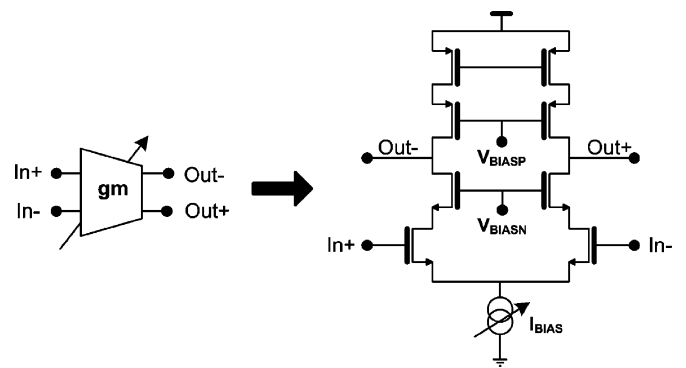 In+
In-
gm
Out-
Out+
Out-
Out+
VBIASP
VBIASN
In+
In-
IBIAS